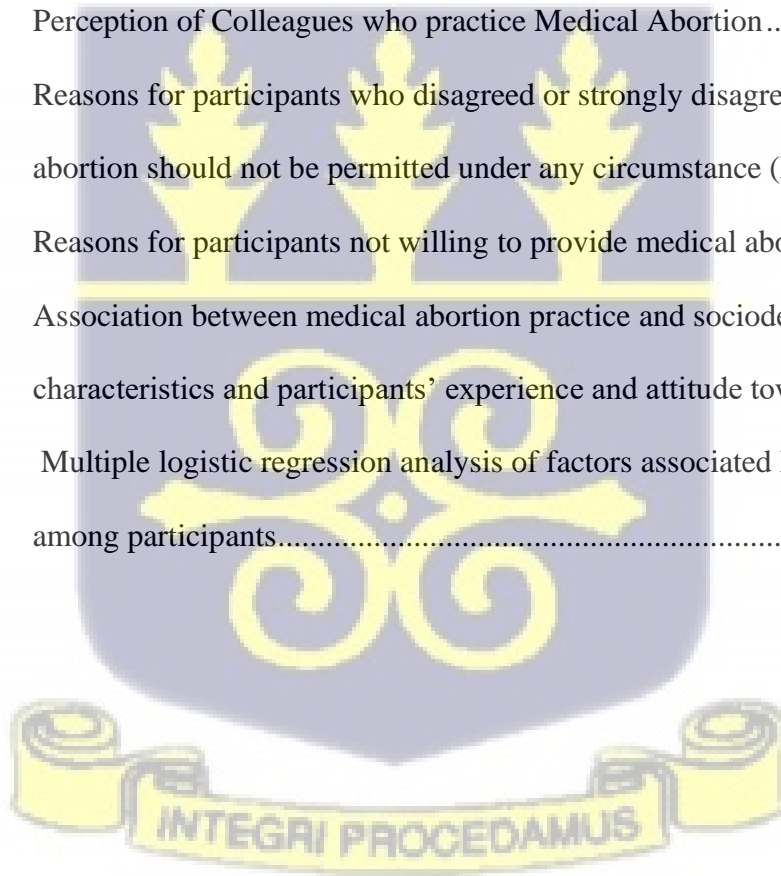 Perception of Colleagues who practice Medical Abortion ..
Reasons for participants who disagreed or strongly disagre
abortion should not be permitted under any circumstance (
Reasons for participants not willing to provide medical abo
Association between medical abortion practice and sociode
characteristics and participants’ experience and attitude tov
Multiple logistic regression analysis of factors associated
among participants..............................................................
INTEGRI PROCEDAMUS